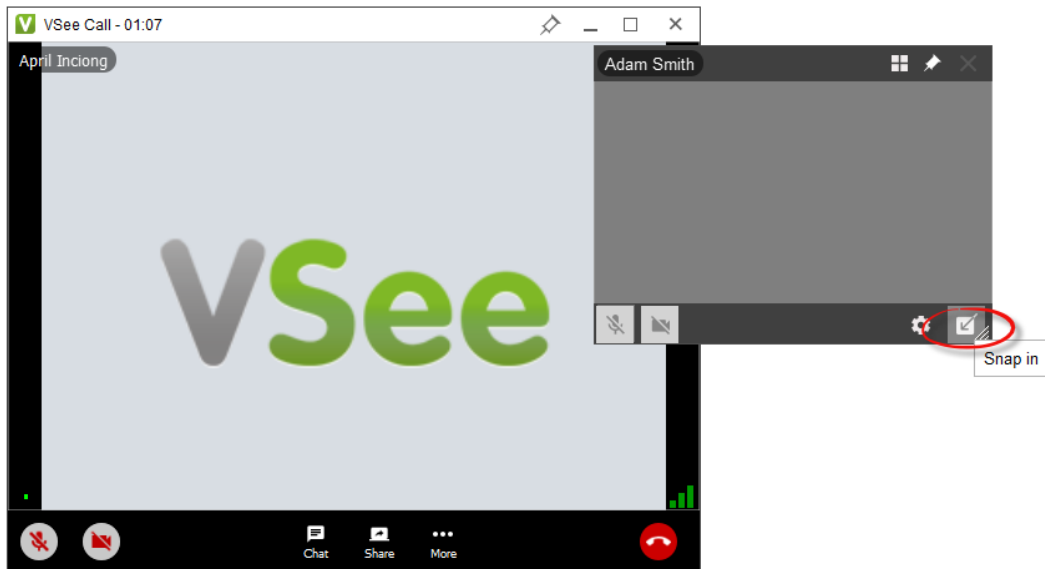 VSee Call - 01:07
April Inciong
Adam Smith
VSee
Snap in
Chat
Share
More